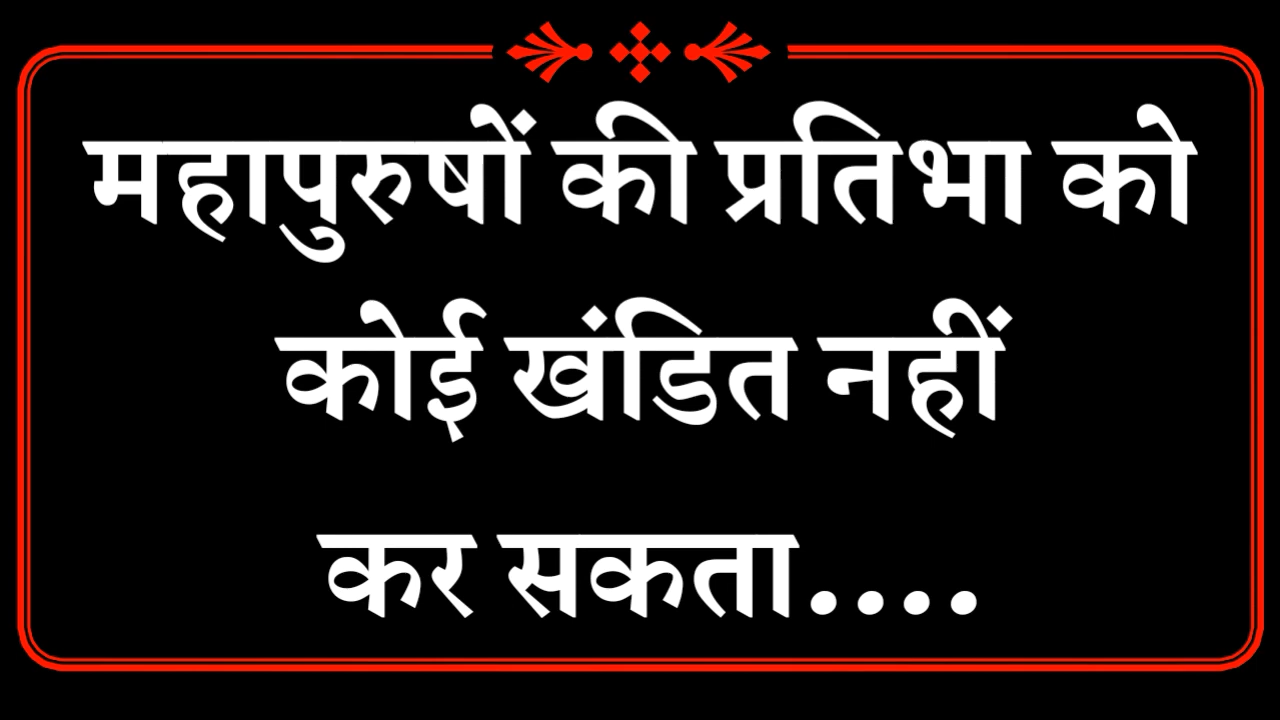 महापुरुषों की प्रतिभा को
कोई खंडित नहीं
कर सकता....